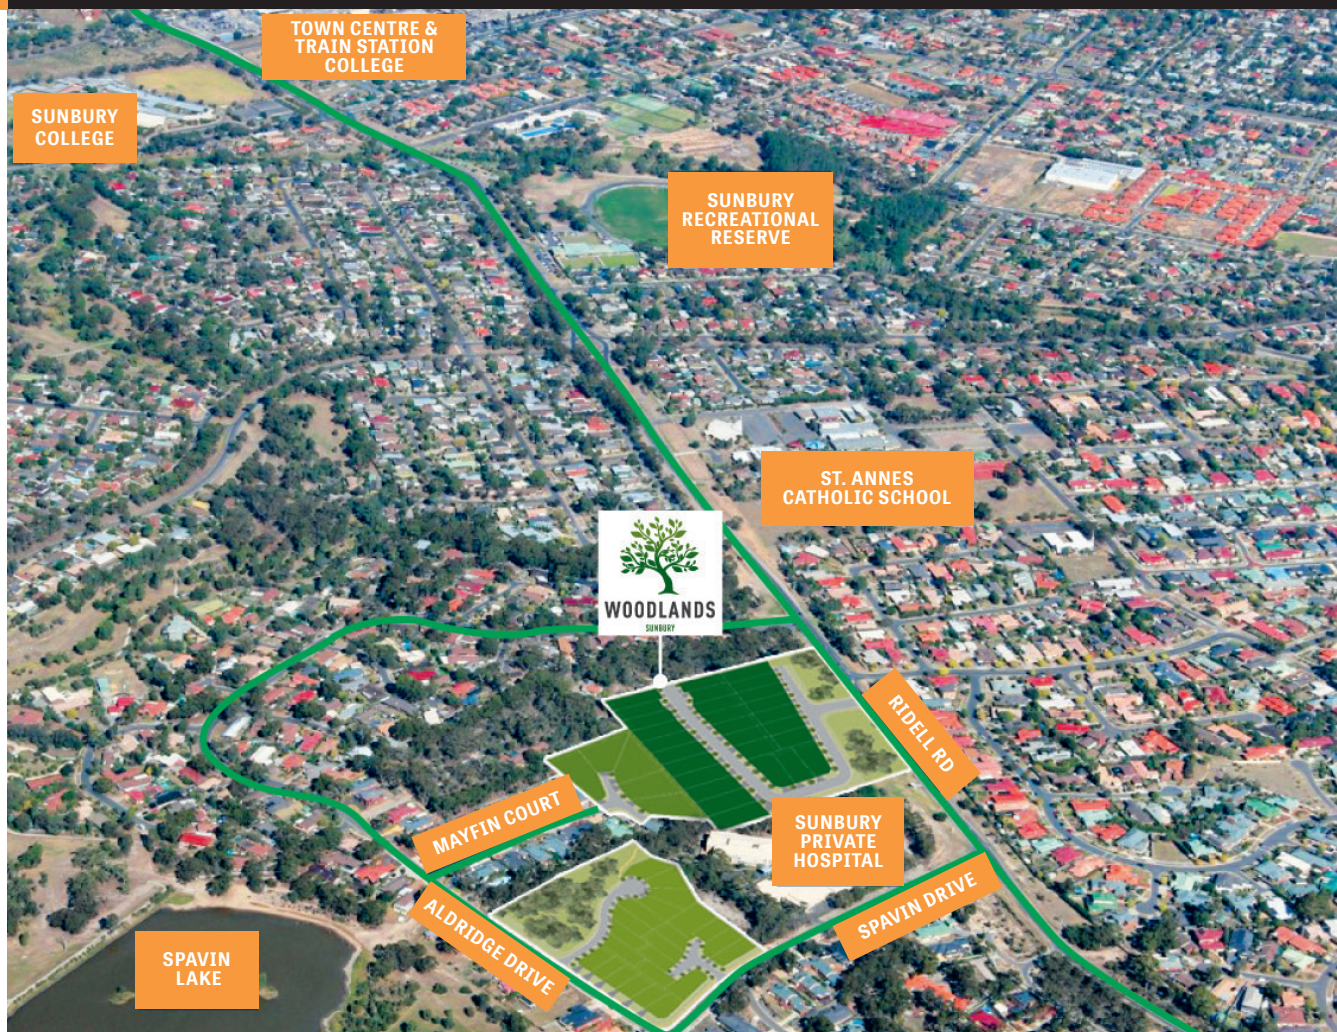 TOWN CENTRE &
TRAIN STATION
COLLEGE
SUNBURY
COLLEGE
SUNBURY
RECREATIONAL
RESERVE
ST. ANNES
CATHOLIC SCHOOL
WOODLANDS
SUNBURY
RIDELL RD
MAYFIN COURT
SUNBURY
PRIVATE
HOSPITAL
SPAVIN DRIVE
ALDRIDGE DRIVE
SPAVIN
LAKE